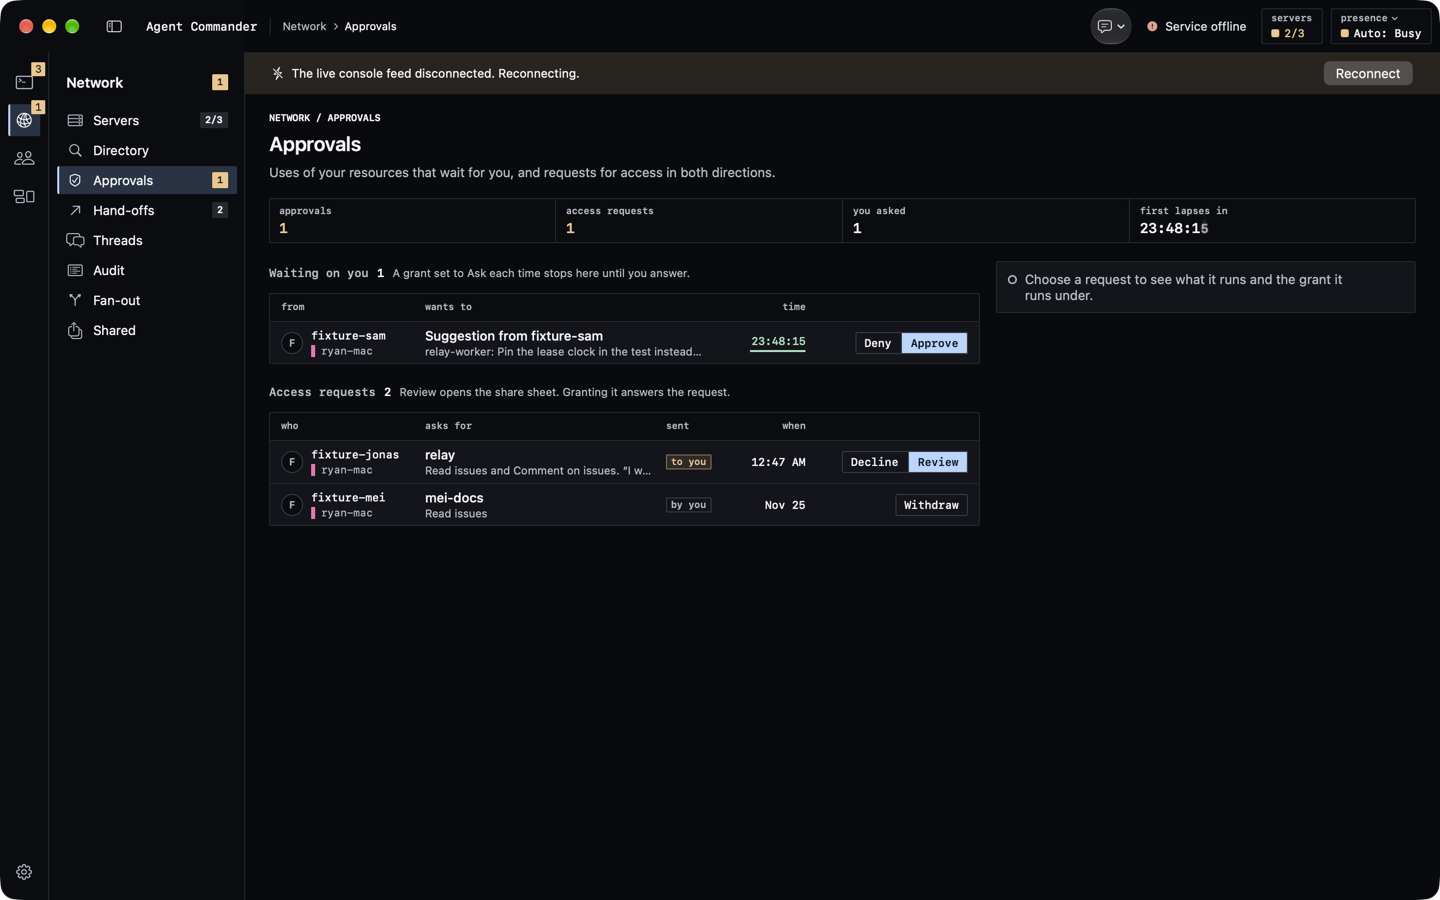 Agent Commander
Network > Approvals
Service offline
servers
2/3
presence
Auto: Busy
3
1
Network
1
Servers
2/3
Directory
Approvals
1
Hand-offs
2
Threads
Audit
Fan-out
Shared
The live console feed disconnected. Reconnecting.
Reconnect
NETWORK / APPROVALS
Approvals
Uses of your resources that wait for you, and requests for access in both directions.
approvals
1
access requests
1
you asked
1
first lapses in
23:48:15
Waiting on you 1 A grant set to Ask each time stops here until you answer.
from wants to time
F
fixture-sam
ryan-mac
Suggestion from fixture-sam
relay-worker: Pin the lease clock in the test instead…
23:48:15
Deny Approve
Access requests 2 Review opens the share sheet. Granting it answers the request.
who asks for sent when
F
fixture-jonas
ryan-mac
relay
Read issues and Comment on issues. “I w…
to you
12:47 AM
Decline Review
F
fixture-mei
ryan-mac
mei-docs
Read issues
by you
Nov 25
Withdraw
Choose a request to see what it runs and the grant it
runs under.